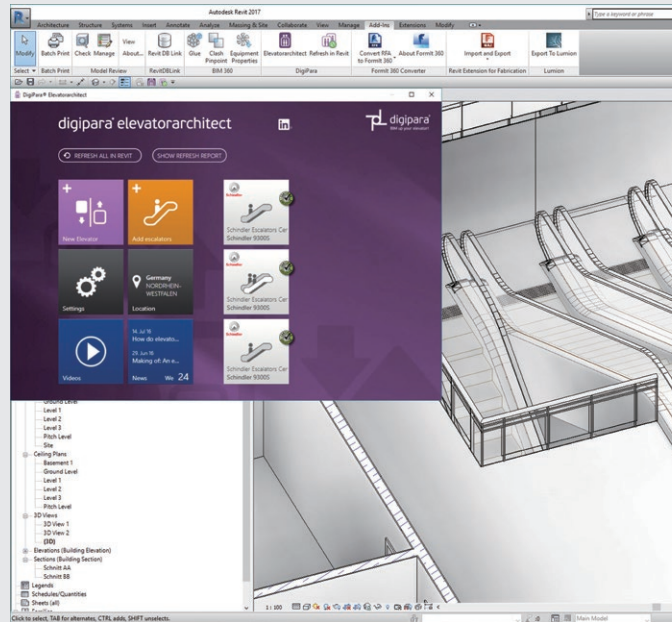 Autodesk Revit 2017
Type a keyword or phrase
Architecture Structure Systems Insert Annotate Analyze Massing & Site Collaborate View Manage Add-Ins Extensions Modify
Modify Batch Print Check Manage View About... Revit DB Link Glue Clash Pinpoint Equipment Properties Elevatorarchitect Refresh in Revit Convert RFA to FormIt 360 About FormIt 360 Import and Export Export To Lumion
Select Batch Print Model Review RevitDBLink BIM 360 DigiPara FormIt 360 Converter Revit Extension for Fabrication Lumion
DigiPara® Elevatorarchitect
digipara® elevatorarchitect
in
digipara®
BIM up your elevator!
REFRESH ALL IN REVIT
SHOW REFRESH REPORT
New Elevator
Add escalators
Schindler
Schindler Escalators Cer
Schindler 9300S
Settings
Germany
NORDRHEIN-
WESTFALEN
Location
Schindler
Schindler Escalators Cer
Schindler 9300S
Videos
14. Jul '16
How do elevato...
29. Jun 16
Making of: An e...
News We 24
Schindler
Schindler Escalators Cer
Schindler 9300S
Ground Level
Level 1
Level 2
Level 3
Pitch Level
Site
Ceiling Plans
Basement 1
Ground Level
Level 1
Level 2
Level 3
Pitch Level
3D Views
3D View 1
3D View 2
{3D}
Elevations (Building Elevation)
Sections (Building Section)
Schnitt AA
Schnitt BB
Legends
Schedules/Quantities
Sheets (all)
Families
1 : 100
Click to select, TAB for alternates, CTRL adds, SHIFT unselects.
Main Model